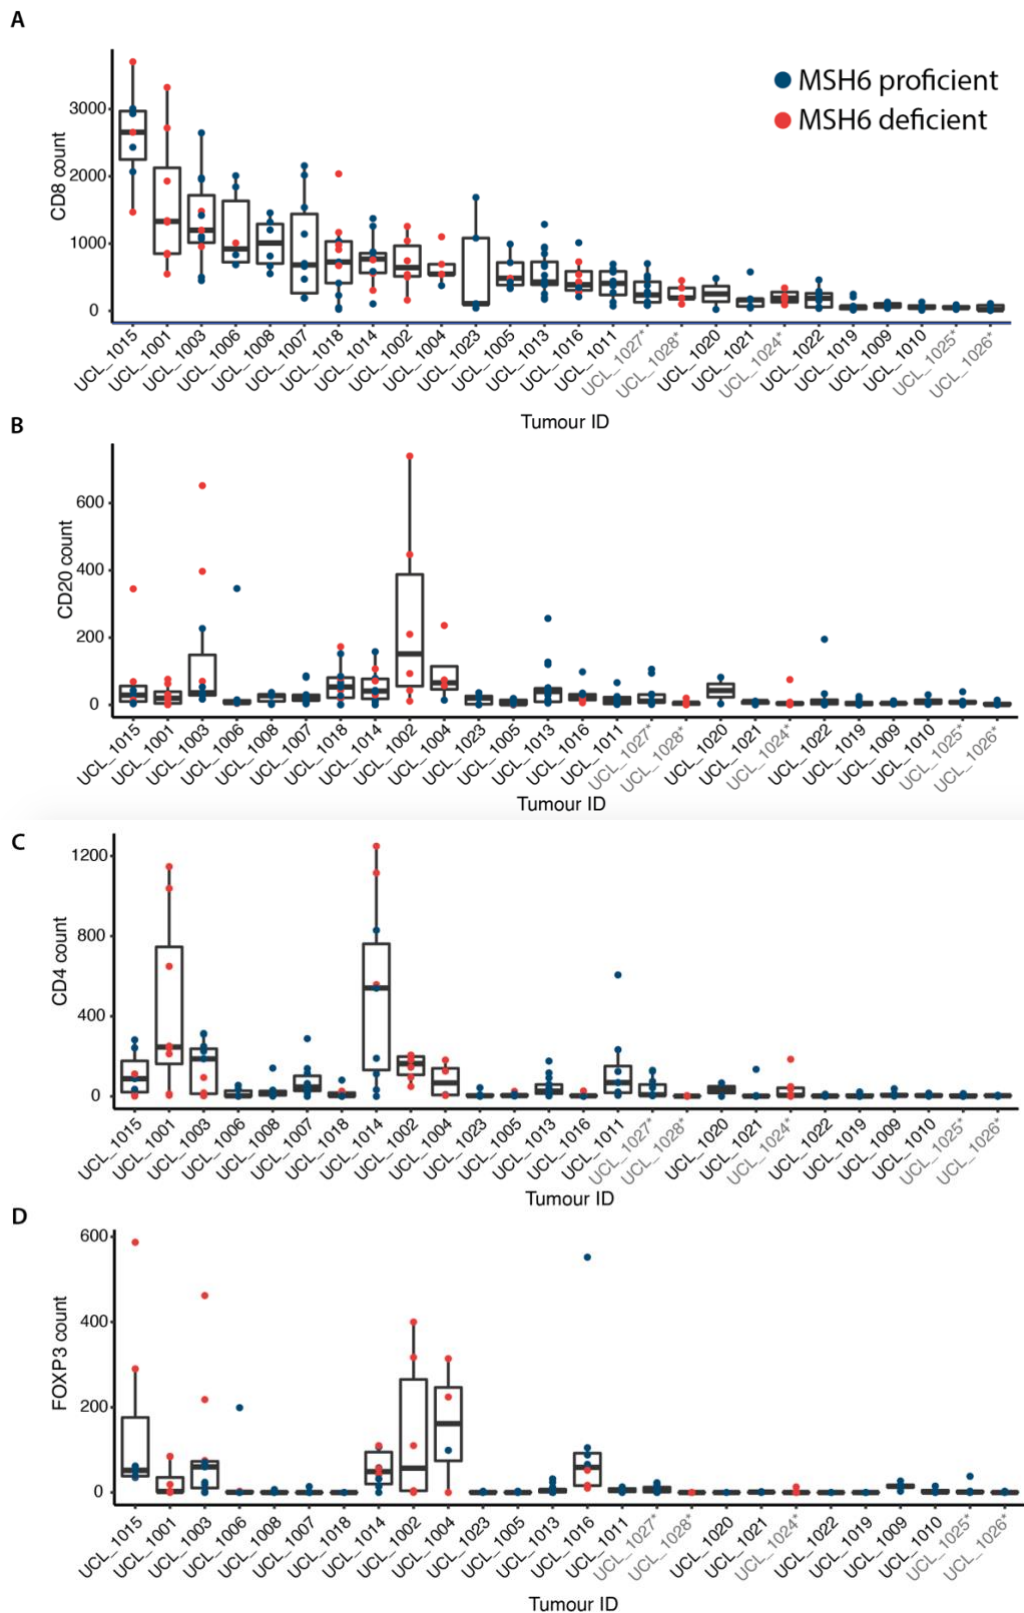 A
MSH6 proficient
MSH6 deficient
CD8 count
3000
2000
1000
0
UCL_1015 UCL_1001 UCL_1003 UCL_1006 UCL_1008 UCL_1007 UCL_1018 UCL_1014 UCL_1002 UCL_1004 UCL_1023 UCL_1005 UCL_1013 UCL_1016 UCL_1011 UCL_1027* UCL_1028* UCL_1020 UCL_1021 UCL_1024* UCL_1022 UCL_1019 UCL_1009 UCL_1010 UCL_1025* UCL_1026*
Tumour ID
B
CD20 count
600
400
200
0
UCL_1015 UCL_1001 UCL_1003 UCL_1006 UCL_1008 UCL_1007 UCL_1018 UCL_1014 UCL_1002 UCL_1004 UCL_1023 UCL_1005 UCL_1013 UCL_1016 UCL_1011 UCL_1027* UCL_1028* UCL_1020 UCL_1021 UCL_1024* UCL_1022 UCL_1019 UCL_1009 UCL_1010 UCL_1025* UCL_1026*
Tumour ID
C
CD4 count
1200
800
400
0
UCL_1015 UCL_1001 UCL_1003 UCL_1006 UCL_1008 UCL_1007 UCL_1018 UCL_1014 UCL_1002 UCL_1004 UCL_1023 UCL_1005 UCL_1013 UCL_1016 UCL_1011 UCL_1027* UCL_1028* UCL_1020 UCL_1021 UCL_1024* UCL_1022 UCL_1019 UCL_1009 UCL_1010 UCL_1025* UCL_1026*
Tumour ID
D
FOXP3 count
600
400
200
0
UCL_1015 UCL_1001 UCL_1003 UCL_1006 UCL_1008 UCL_1007 UCL_1018 UCL_1014 UCL_1002 UCL_1004 UCL_1023 UCL_1005 UCL_1013 UCL_1016 UCL_1011 UCL_1027* UCL_1028* UCL_1020 UCL_1021 UCL_1024* UCL_1022 UCL_1019 UCL_1009 UCL_1010 UCL_1025* UCL_1026*
Tumour ID